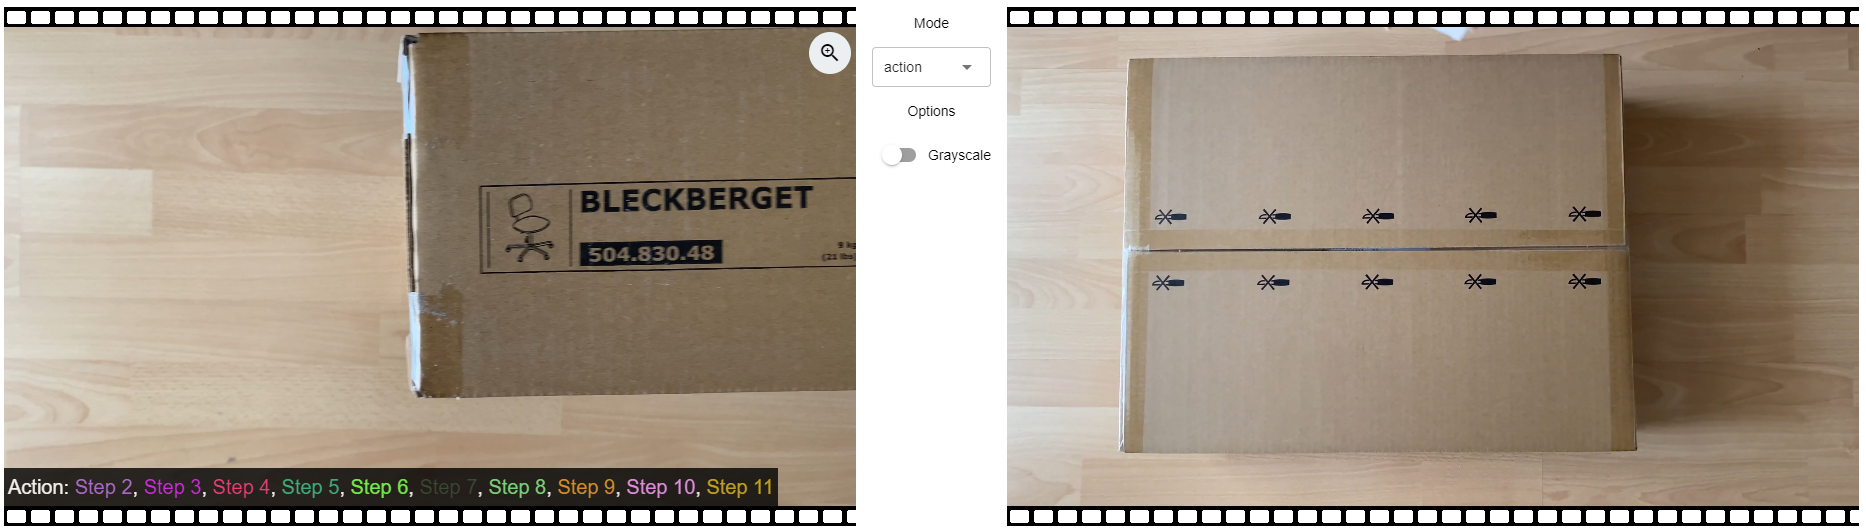 Mode
action
Options
Grayscale
BLECKBERGET
504.830.48
9 kg
(21 lbs
Action: Step 2, Step 3, Step 4, Step 5, Step 6, Step 7, Step 8, Step 9, Step 10, Step 11